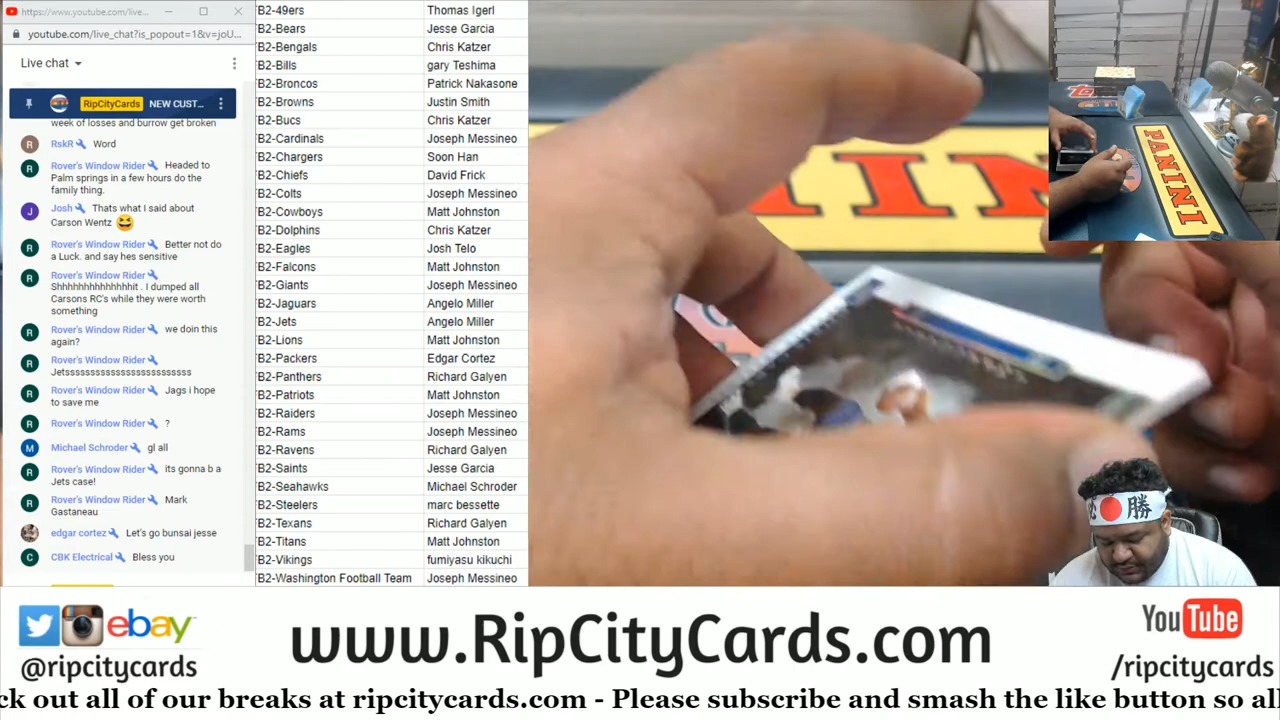 https://www.youtube.com/live...
youtube.com/live_chat?is_popout=1&v=joU...
Live chat
RipCityCards NEW CUST...
week of losses and burrow get broken
R RskR Word
R Rover's Window Rider Headed to
Palm springs in a few hours do the
family thing.
J Josh Thats what I said about
Carson Wentz 😆
R Rover's Window Rider Better not do
a Luck. and say hes sensitive
R Rover's Window Rider
Shhhhhhhhhhhhhhit . I dumped all
Carsons RC's while they were worth
something
R Rover's Window Rider we doin this
again?
R Rover's Window Rider
Jetsssssssssssssssssssssssss
R Rover's Window Rider Jags i hope
to save me
R Rover's Window Rider ?
M Michael Schroder gl all
R Rover's Window Rider its gonna b a
Jets case!
R Rover's Window Rider Mark
Gastaneau
edgar cortez Let's go bunsai jesse
C CBK Electrical Bless you
'B2-49ers Thomas Igerl
'B2-Bears Jesse Garcia
'B2-Bengals Chris Katzer
'B2-Bills gary Teshima
'B2-Broncos Patrick Nakasone
'B2-Browns Justin Smith
'B2-Bucs Chris Katzer
'B2-Cardinals Joseph Messineo
'B2-Chargers Soon Han
'B2-Chiefs David Frick
'B2-Colts Joseph Messineo
'B2-Cowboys Matt Johnston
'B2-Dolphins Chris Katzer
'B2-Eagles Josh Telo
'B2-Falcons Matt Johnston
'B2-Giants Joseph Messineo
'B2-Jaguars Angelo Miller
'B2-Jets Angelo Miller
'B2-Lions Matt Johnston
'B2-Packers Edgar Cortez
'B2-Panthers Richard Galyen
'B2-Patriots Matt Johnston
'B2-Raiders Joseph Messineo
'B2-Rams Joseph Messineo
'B2-Ravens Richard Galyen
'B2-Saints Jesse Garcia
'B2-Seahawks Michael Schroder
'B2-Steelers marc bessette
'B2-Texans Richard Galyen
'B2-Titans Matt Johnston
'B2-Vikings fumiyasu kikuchi
'B2-Washington Football Team Joseph Messineo
PANINI
勝
ebay
@ripcitycards
www.RipCityCards.com
YouTube
/ripcitycards
ck out all of our breaks at ripcitycards.com - Please subscribe and smash the like button so all